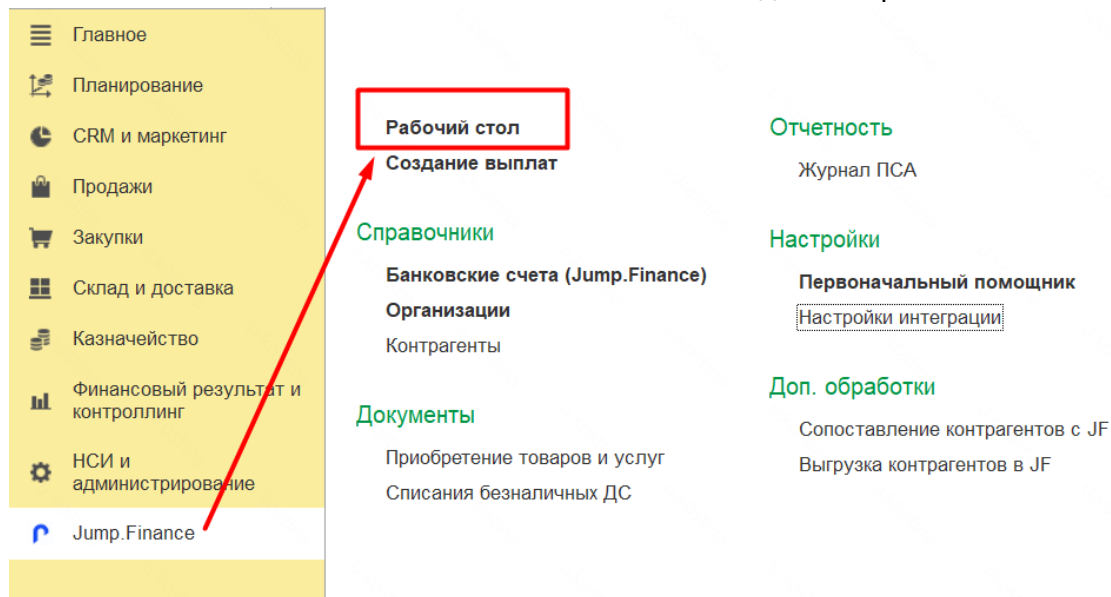 Главное
Планирование
CRM и маркетинг
Продажи
Закупки
Склад и доставка
Казначейство
Финансовый результат и
контроллинг
НСИ и
администрирование
Jump.Finance
Рабочий стол
Создание выплат
Справочники
Банковские счета (Jump.Finance)
Организации
Контрагенты
Документы
Приобретение товаров и услуг
Списания безналичных ДС
Отчетность
Журнал ПСА
Настройки
Первоначальный помощник
Настройки интеграции
Доп. обработки
Сопоставление контрагентов с JF
Выгрузка контрагентов в JF